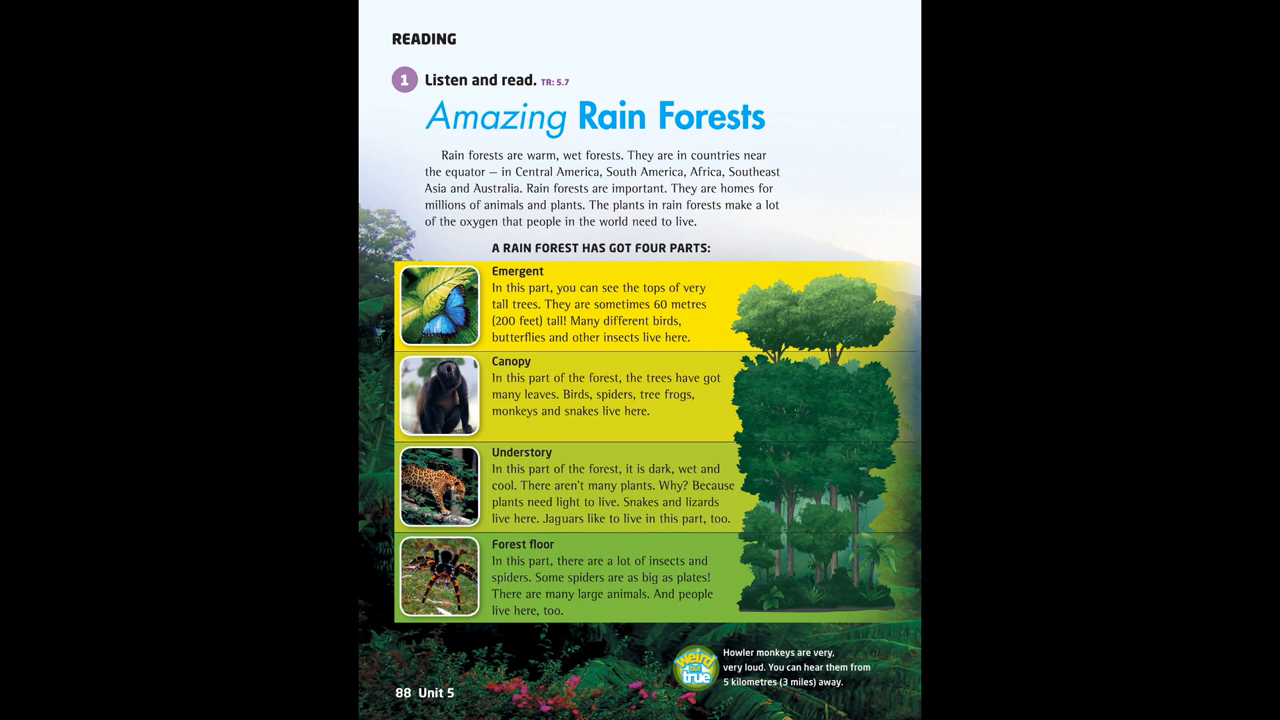 READING
1 Listen and read. TR: 5.7
Amazing Rain Forests
Rain forests are warm, wet forests. They are in countries near
the equator — in Central America, South America, Africa, Southeast
Asia and Australia. Rain forests are important. They are homes for
millions of animals and plants. The plants in rain forests make a lot
of the oxygen that people in the world need to live.
A RAIN FOREST HAS GOT FOUR PARTS:
Emergent
In this part, you can see the tops of very
tall trees. They are sometimes 60 metres
(200 feet) tall! Many different birds,
butterflies and other insects live here.
Canopy
In this part of the forest, the trees have got
many leaves. Birds, spiders, tree frogs,
monkeys and snakes live here.
Understory
In this part of the forest, it is dark, wet and
cool. There aren't many plants. Why? Because
plants need light to live. Snakes and lizards
live here. Jaguars like to live in this part, too.
Forest floor
In this part, there are a lot of insects and
spiders. Some spiders are as big as plates!
There are many large animals. And people
live here, too.
weird
but
true
Howler monkeys are very,
very loud. You can hear them from
5 kilometres (3 miles) away.
88 Unit 5